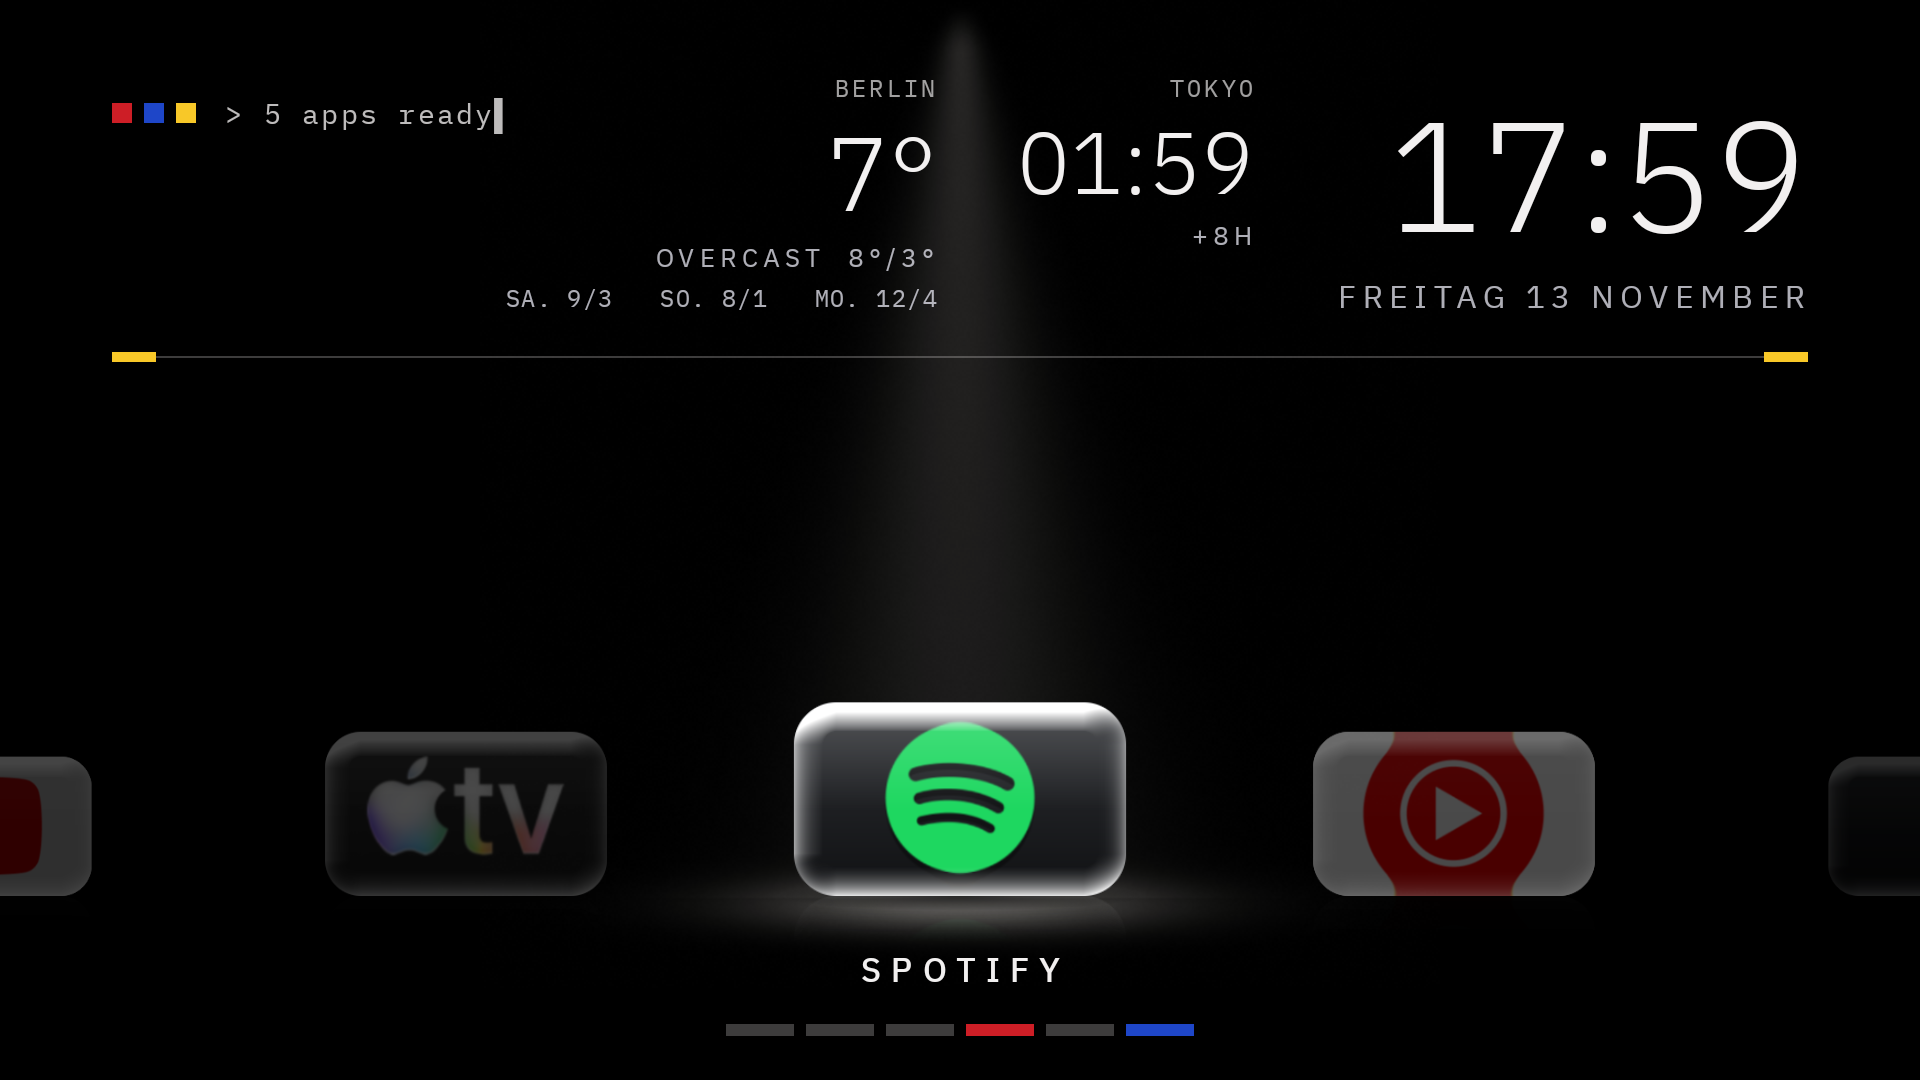 > 5 apps ready
BERLIN
7°
OVERCAST 8°/3°
SA. 9/3 SO. 8/1 MO. 12/4
TOKYO
01:59
+8H
17:59
FREITAG 13 NOVEMBER
tv
SPOTIFY